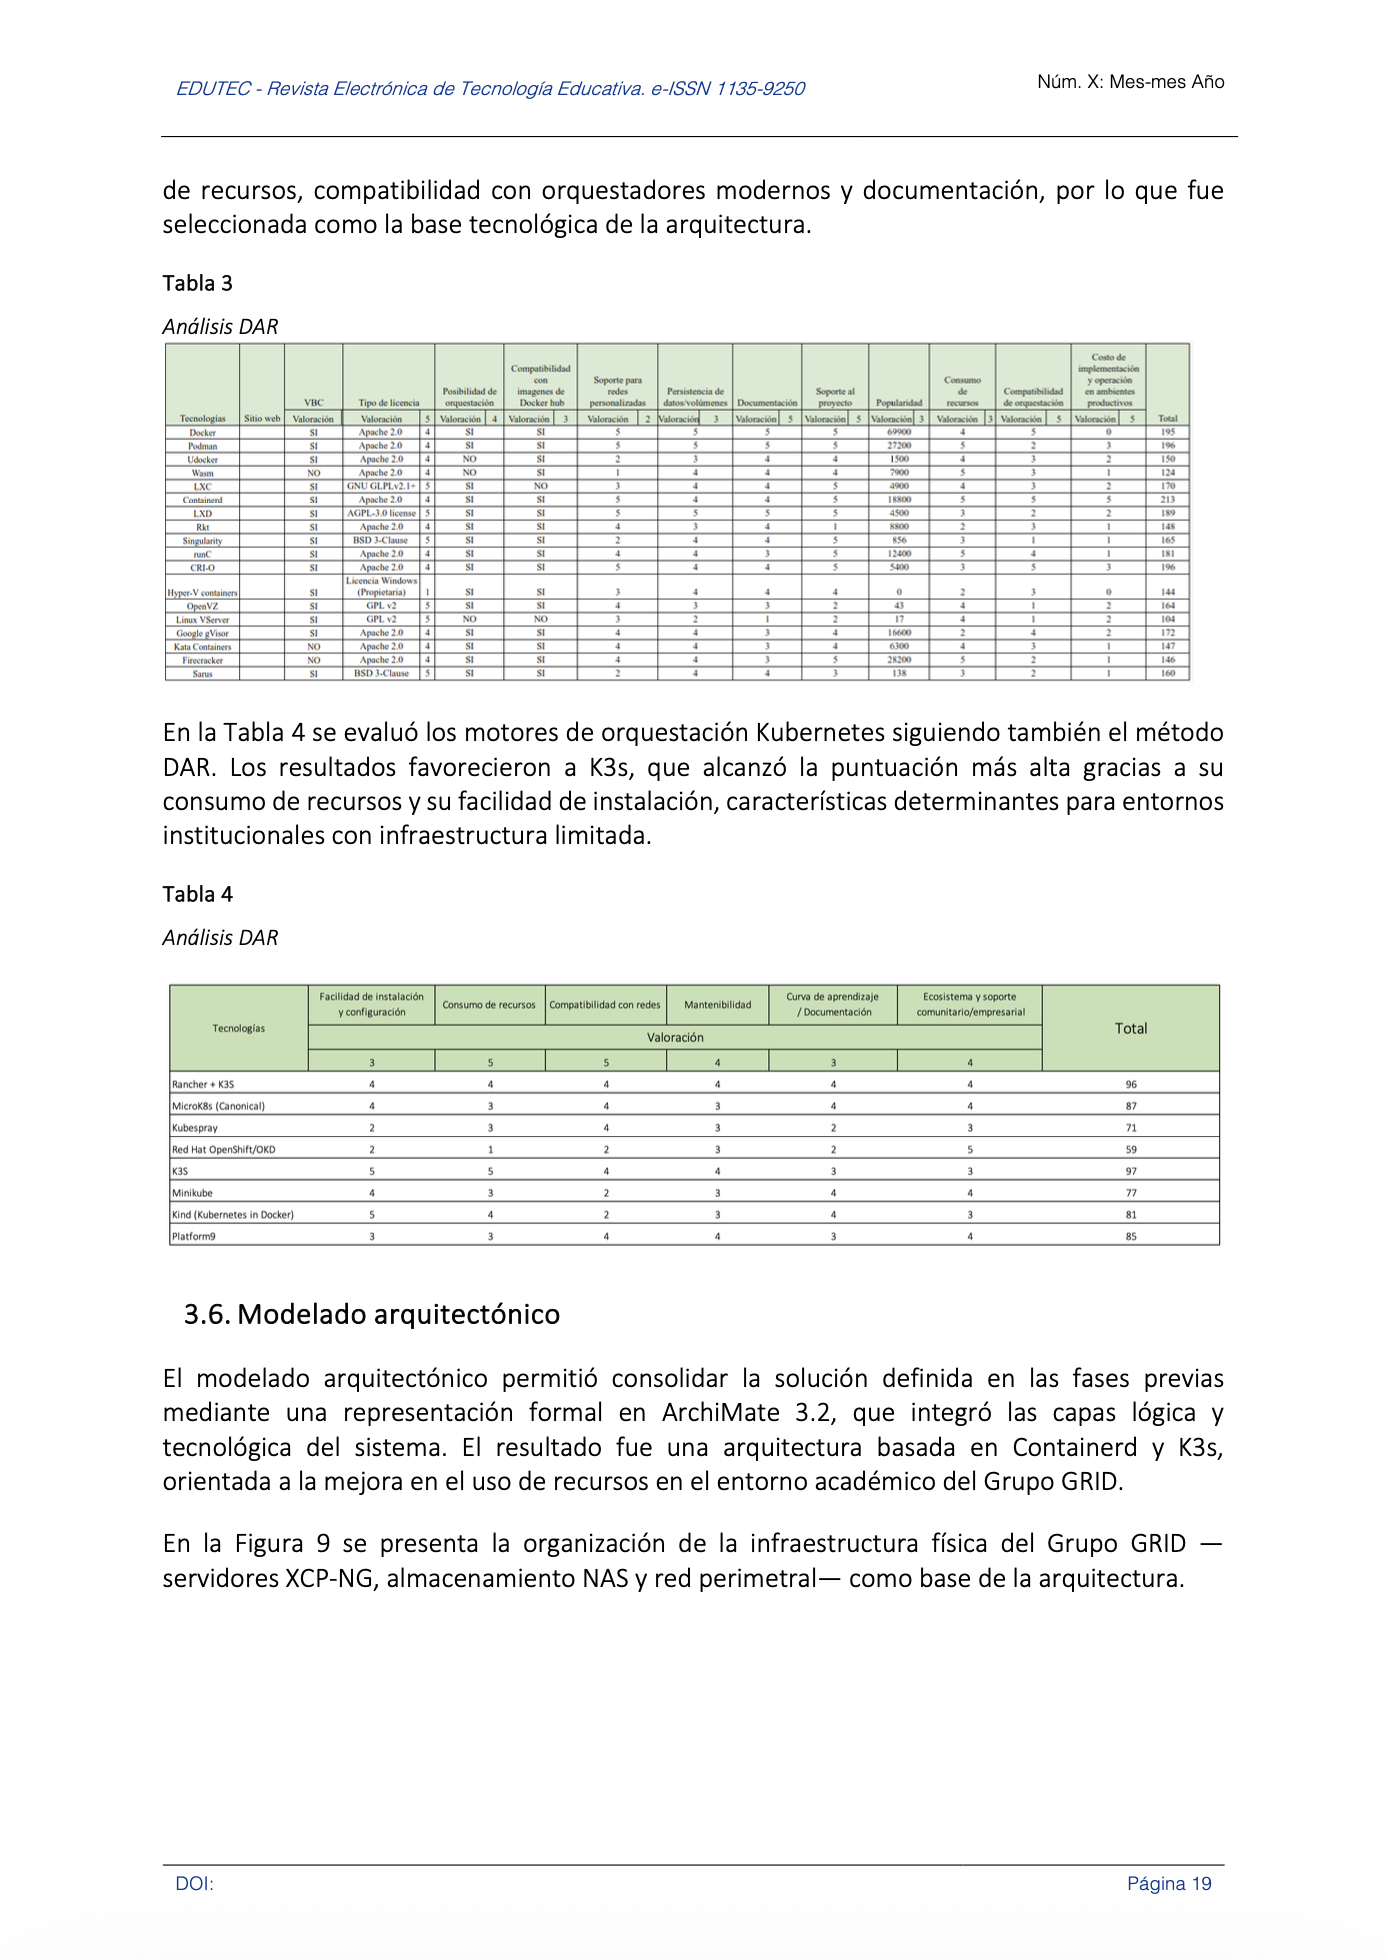 EDUTEC - Revista Electrónica de Tecnología Educativa. e-ISSN 1135-9250
Núm. X: Mes-mes Año
de recursos, compatibilidad con orquestadores modernos y documentación, por lo que fue
seleccionada como la base tecnológica de la arquitectura.
Tabla 3
Análisis DAR
Tecnologías Sitio web VBC Tipo de licencia Posibilidad de orquestación Compatibilidad con imagenes de Docker hub Soporte para redes personalizadas Persistencia de datos/volúmenes Documentación Soporte al proyecto Popularidad Consumo de recursos Compatibilidad de orquestación Costo de implementación y operación en ambientes productivos Total
Valoración Valoración 5 Valoración 4 Valoración 3 Valoración 2 Valoración 3 Valoración 5 Valoración 5 Valoración 3 Valoración 3 Valoración 5 Valoración 5
Docker SI Apache 2.0 4 SI SI 5 5 5 5 69900 4 5 0 195
Podman SI Apache 2.0 4 SI SI 5 5 5 5 27200 5 2 3 196
Udocker SI Apache 2.0 4 NO SI 2 3 4 4 1500 4 3 2 150
Wasm NO Apache 2.0 4 NO SI 1 4 4 4 7900 5 3 1 124
LXC SI GNU GLPLv2.1+ 5 SI NO 3 4 4 5 4900 4 3 2 170
Containerd SI Apache 2.0 4 SI SI 5 4 4 5 18800 5 5 5 213
LXD SI AGPL-3.0 license 5 SI SI 5 5 5 5 4500 3 2 2 189
Rkt SI Apache 2.0 4 SI SI 4 3 4 1 8800 2 3 1 148
Singularity SI BSD 3-Clause 5 SI SI 2 4 4 5 856 3 1 1 165
runC SI Apache 2.0 4 SI SI 4 4 3 5 12400 5 4 1 181
CRI-O SI Apache 2.0 4 SI SI 5 4 4 5 5400 3 5 3 196
Hyper-V containers SI Licencia Windows (Propietaria) 1 SI SI 3 4 4 4 0 2 3 0 144
OpenVZ SI GPL v2 5 SI SI 4 3 3 2 43 4 1 2 164
Linux VServer SI GPL v2 5 NO NO 3 2 1 2 17 4 1 2 104
Google gVisor SI Apache 2.0 4 SI SI 4 4 3 4 16600 2 4 2 172
Kata Containers NO Apache 2.0 4 SI SI 4 4 3 4 6300 4 3 1 147
Firecracker NO Apache 2.0 4 SI SI 4 4 3 5 28200 5 2 1 146
Sarus SI BSD 3-Clause 5 SI SI 2 4 4 3 138 3 2 1 160
En la Tabla 4 se evaluó los motores de orquestación Kubernetes siguiendo también el método
DAR. Los resultados favorecieron a K3s, que alcanzó la puntuación más alta gracias a su
consumo de recursos y su facilidad de instalación, características determinantes para entornos
institucionales con infraestructura limitada.
Tabla 4
Análisis DAR
Tecnologías Facilidad de instalación y configuración Consumo de recursos Compatibilidad con redes Mantenibilidad Curva de aprendizaje / Documentación Ecosistema y soporte comunitario/empresarial Total
Valoración
3 5 5 4 3 4
Rancher + K3S 4 4 4 4 4 4 96
MicroK8s (Canonical) 4 3 4 3 4 4 87
Kubespray 2 3 4 3 2 3 71
Red Hat OpenShift/OKD 2 1 2 3 2 5 59
K3S 5 5 4 4 3 3 97
Minikube 4 3 2 3 4 4 77
Kind (Kubernetes in Docker) 5 4 2 3 4 3 81
Platform9 3 3 4 4 3 4 85
3.6. Modelado arquitectónico
El modelado arquitectónico permitió consolidar la solución definida en las fases previas
mediante una representación formal en ArchiMate 3.2, que integró las capas lógica y
tecnológica del sistema. El resultado fue una arquitectura basada en Containerd y K3s,
orientada a la mejora en el uso de recursos en el entorno académico del Grupo GRID.
En la Figura 9 se presenta la organización de la infraestructura física del Grupo GRID —
servidores XCP-NG, almacenamiento NAS y red perimetral— como base de la arquitectura.
DOI:
Página 19